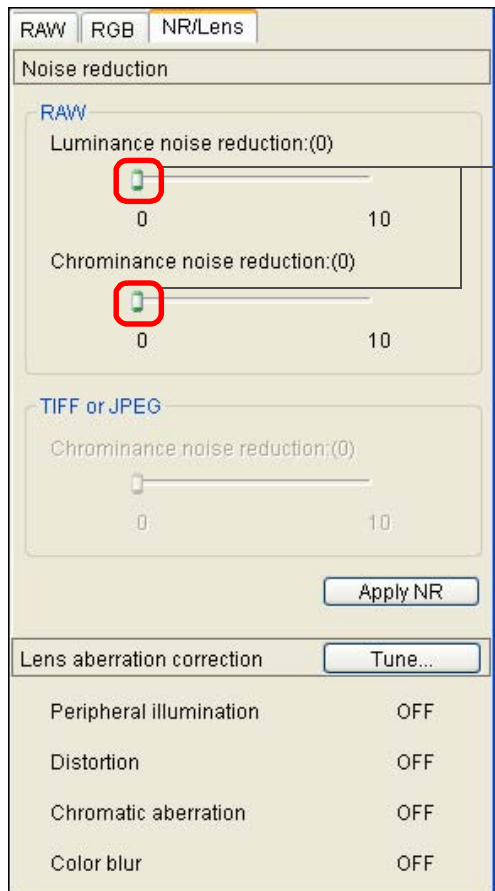 RAW RGB NR/Lens
Noise reduction
RAW
Luminance noise reduction:(0)
0 10
Chrominance noise reduction:(0)
0 10
TIFF or JPEG
Chrominance noise reduction:(0)
0 10
Apply NR
Lens aberration correction Tune...
Peripheral illumination OFF
Distortion OFF
Chromatic aberration OFF
Color blur OFF